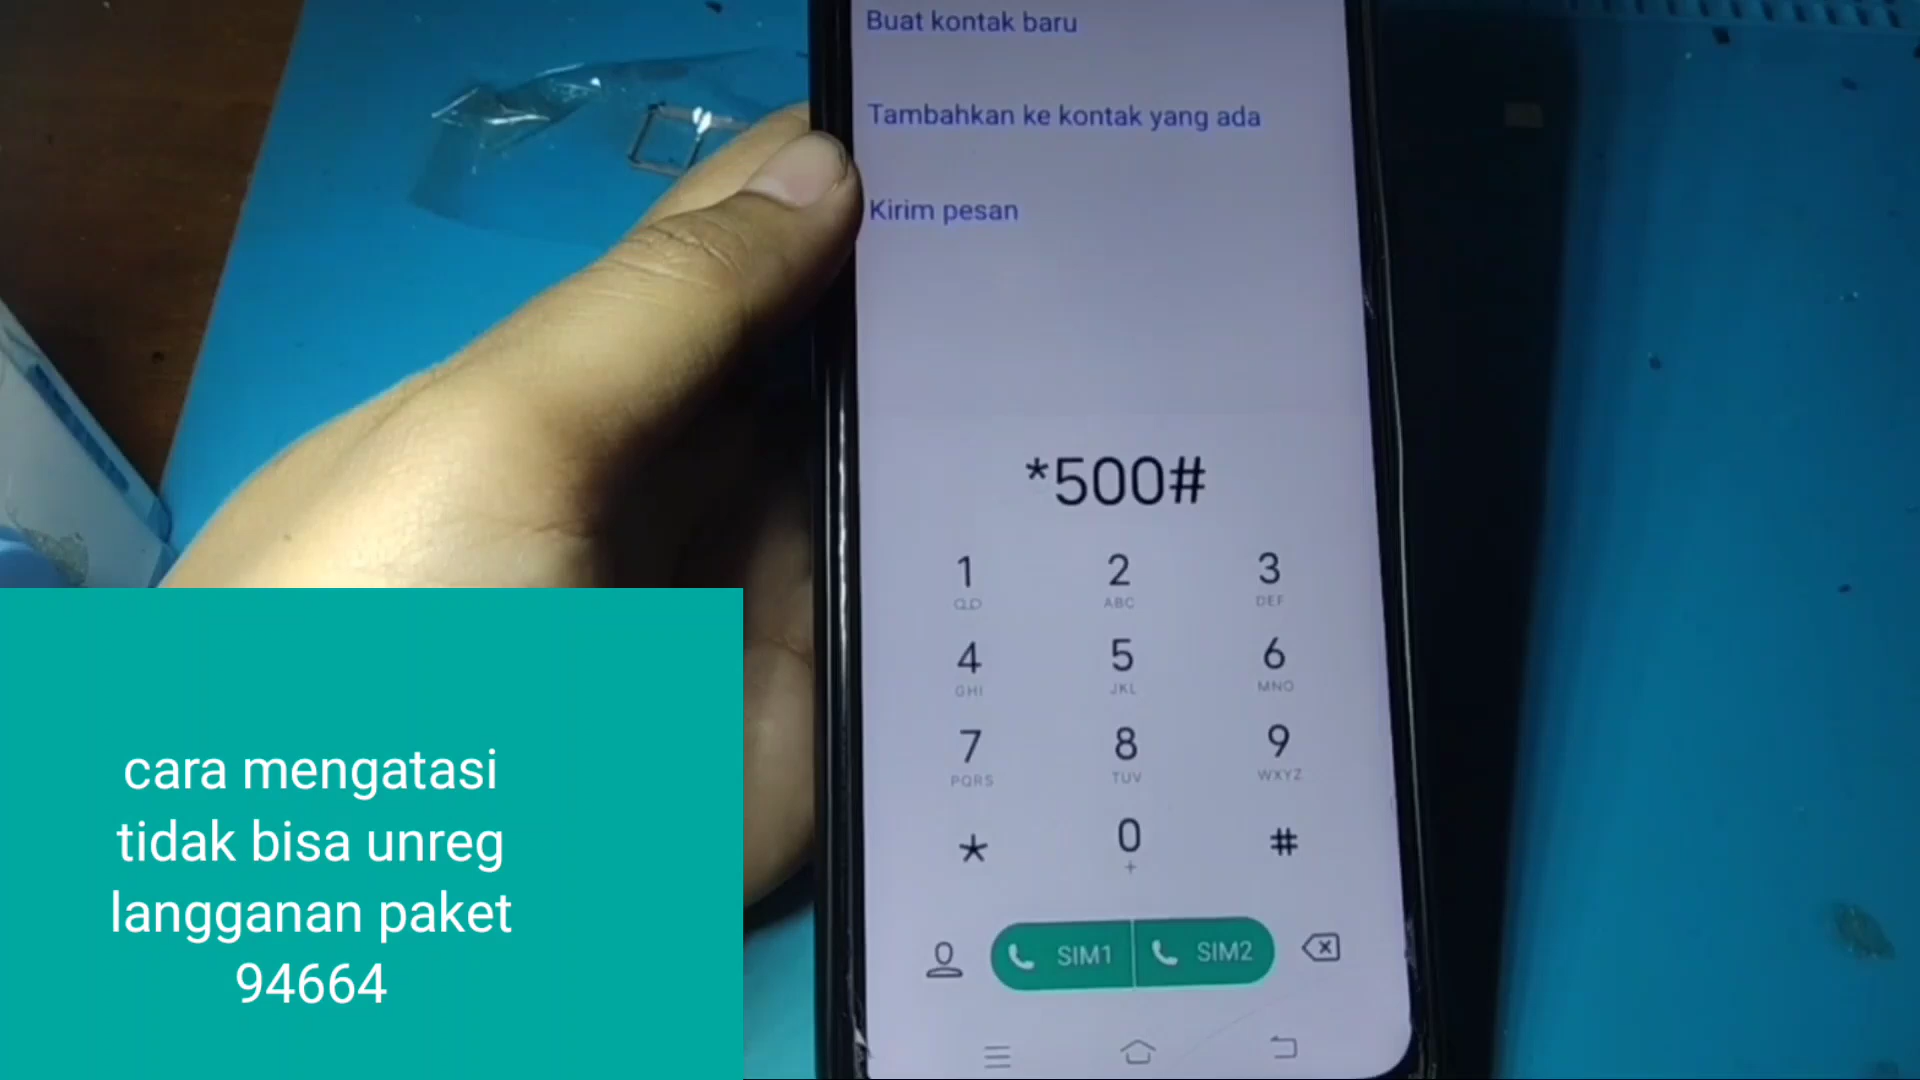 Buat kontak baru
Tambahkan ke kontak yang ada
Kirim pesan
*500#
1 2 3
ABC DEF
4 5 6
GHI JKL MNO
7 8 9
PQRS TUV WXYZ
* 0 #
+
SIM1 SIM2
cara mengatasi
tidak bisa unreg
langganan paket
94664